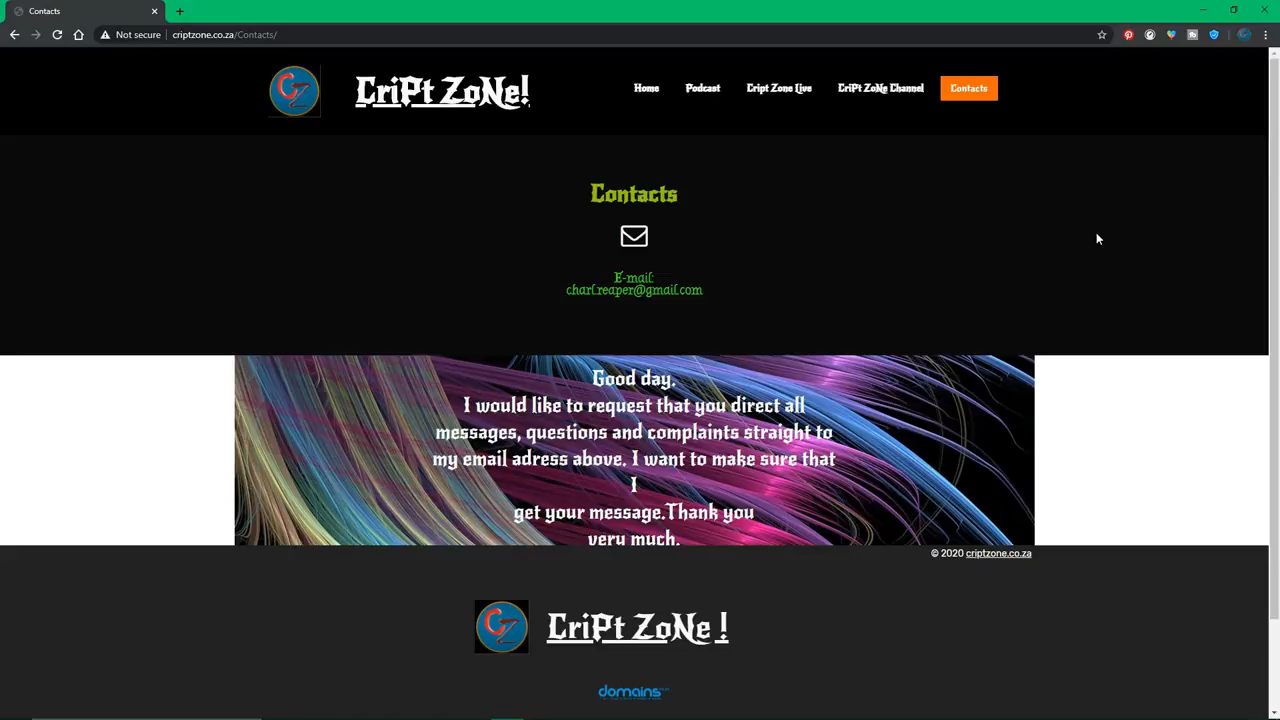 Contacts
Not secure criptzone.co.za/Contacts/
CZ CriPt ZoNe! Home Podcast Cript Zone Live CriPt ZoNe Channel Contacts
Contacts
E-mail:
charl.reaper@gmail.com
Good day.
I would like to request that you direct all
messages, questions and complaints straight to
my email adress above. I want to make sure that
I
get your message.Thank you
very much.
© 2020 criptzone.co.za
CZ CriPt ZoNe !
domains